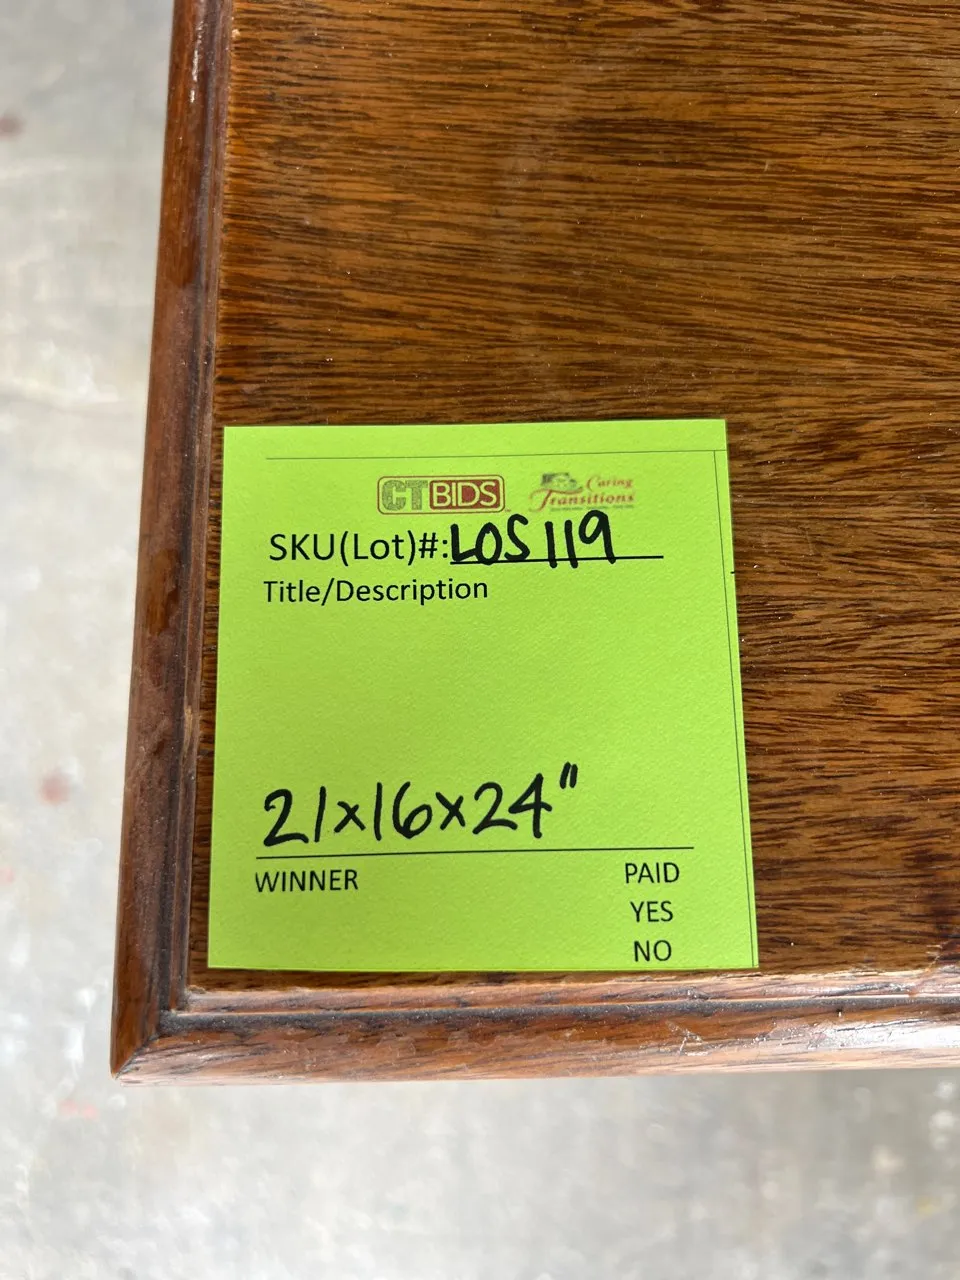 CTBIDS Caring Transitions
SKU(Lot)#: LOS119
Title/Description
21x16x24"
WINNER PAID
YES
NO